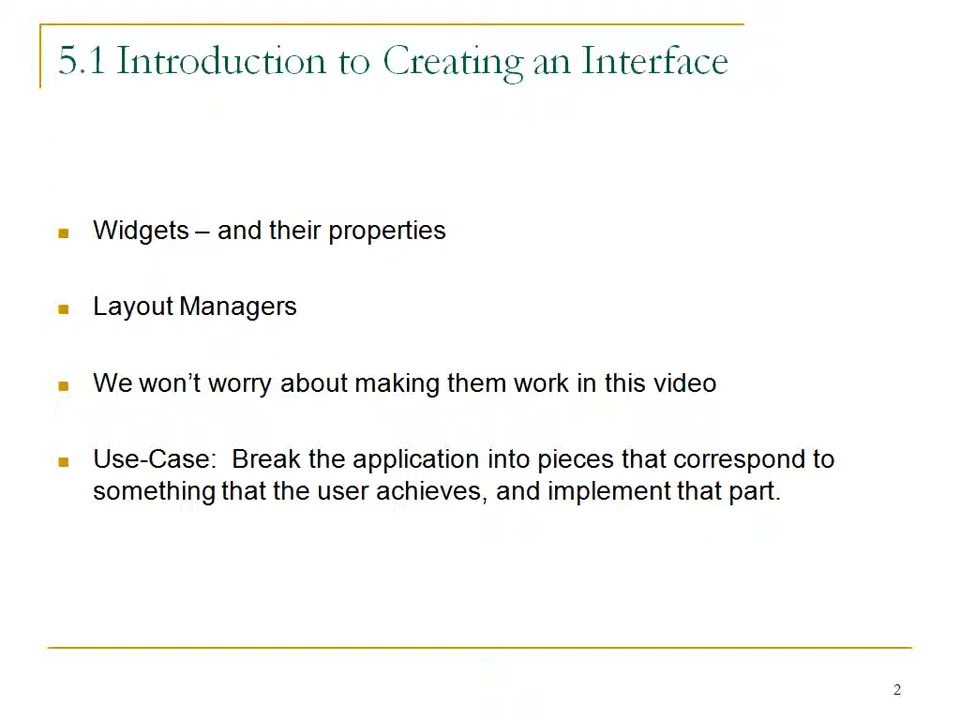 5.1 Introduction to Creating an Interface
Widgets – and their properties
Layout Managers
We won’t worry about making them work in this video
Use-Case:  Break the application into pieces that correspond to
something that the user achieves, and implement that part.
2